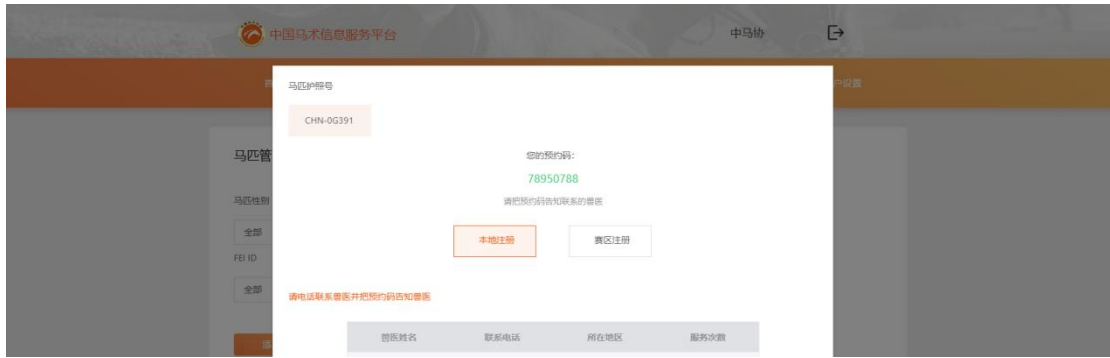 中国马术信息服务平台
中马协
户设置
马匹护照号
CHN-0G391
您的预约码:
78950788
请把预约码告知联系的兽医
本地注册
赛区注册
请电话联系兽医并把预约码告知兽医
兽医姓名 联系电话 所在地区 服务次数
马匹管
马匹性别
全部
FEI ID
全部